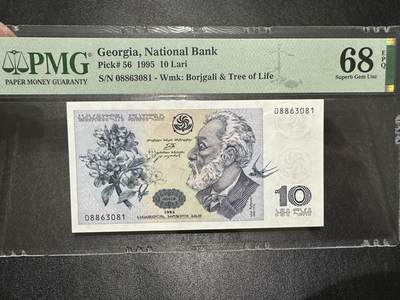 PMG
PAPER MONEY GUARANTY
Georgia, National Bank
Pick# 56 1995 10 Lari
S/N 08863081 - Wmk: Borjgali & Tree of Life
68 EPQ
Superb Gem Unc
08863081
10
08863081
1995